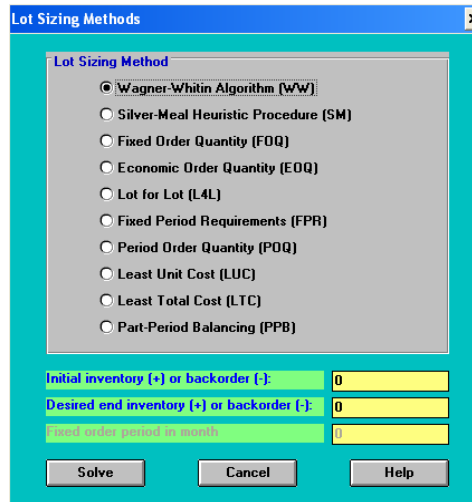 Lot Sizing Methods
Lot Sizing Method
Wagner-Whitin Algorithm (WW)
Silver-Meal Heuristic Procedure (SM)
Fixed Order Quantity (FOQ)
Economic Order Quantity (EOQ)
Lot for Lot (L4L)
Fixed Period Requirements (FPR)
Period Order Quantity (POQ)
Least Unit Cost (LUC)
Least Total Cost (LTC)
Part-Period Balancing (PPB)
Initial inventory (+) or backorder (-): 0
Desired end inventory (+) or backorder (-): 0
Fixed order period in month 0
Solve Cancel Help